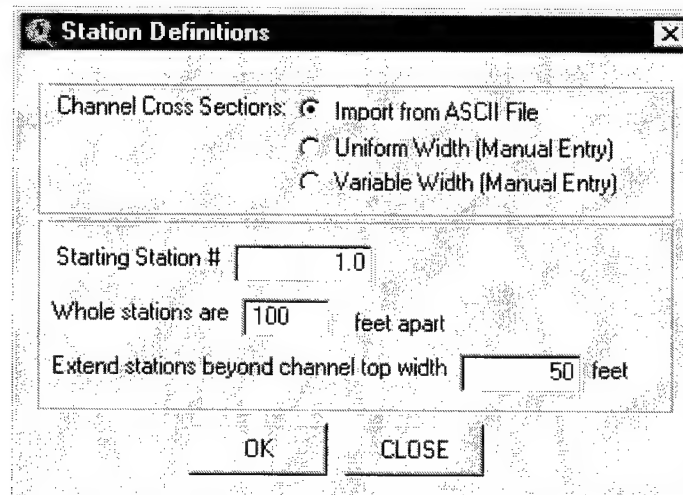 Station Definitions
Channel Cross Sections: Import from ASCII File
Uniform Width (Manual Entry)
Variable Width (Manual Entry)
Starting Station # 1.0
Whole stations are 100 feet apart
Extend stations beyond channel top width 50 feet
OK CLOSE